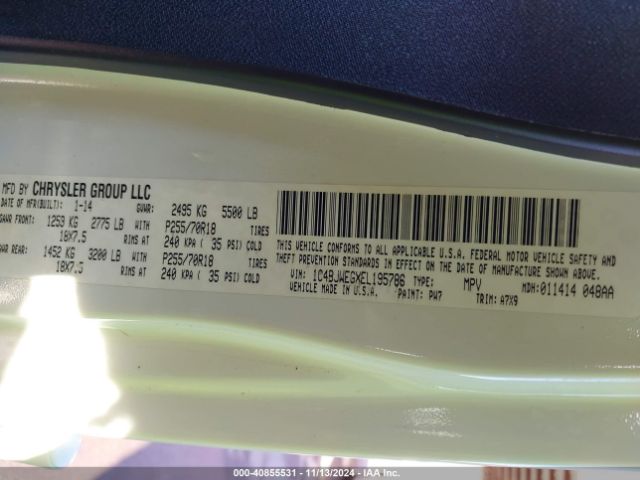 MFD BY CHRYSLER GROUP LLC
DATE OF MFR(BUILT): 1-14 GVWR: 2495 KG 5500 LB
GAWR FRONT: 1259 KG 2775 LB WITH P255/70R18 TIRES
18X7.5 RIMS AT 240 KPA ( 35 PSI) COLD
WR REAR: 1452 KG 3200 LB WITH P255/70R18 TIRES
18X7.5 RIMS AT 240 KPA ( 35 PSI) COLD
THIS VEHICLE CONFORMS TO ALL APPLICABLE U.S.A. FEDERAL MOTOR VEHICLE SAFETY AND
THEFT PREVENTION STANDARDS IN EFFECT ON THE DATE OF MANUFACTURE SHOWN ABOVE.
VIN: 1C4BJWEGXEL195786 TYPE: MPV MDH: 011414 048AA
VEHICLE MADE IN U.S.A. PAINT: PW7 TRIM: A7X9
000-40855531 - 11/13/2024 - IAA Inc.